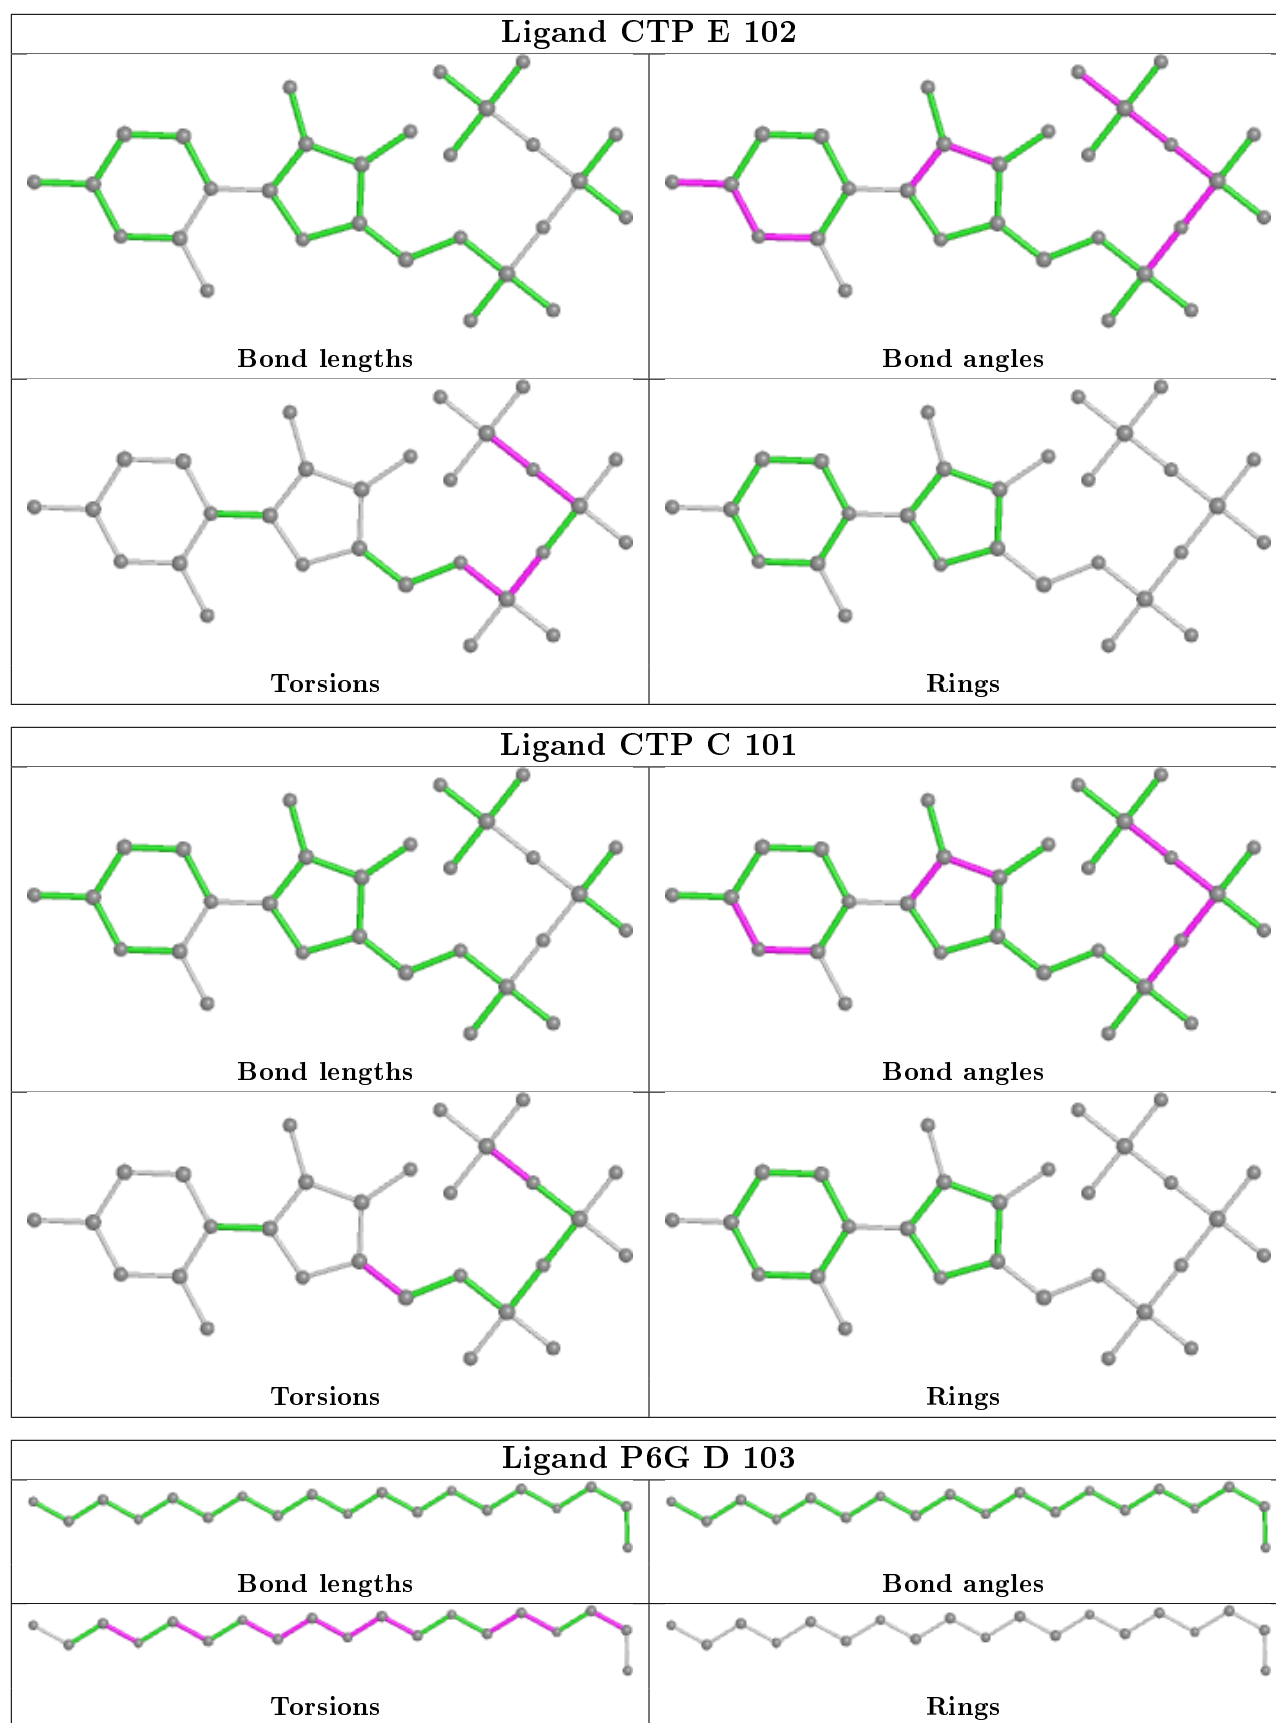 Ligand CTP E 102
Bond lengths
Bond angles
Torsions
Rings
Ligand CTP C 101
Bond lengths
Bond angles
Torsions
Rings
Ligand P6G D 103
Bond lengths
Bond angles
Torsions
Rings